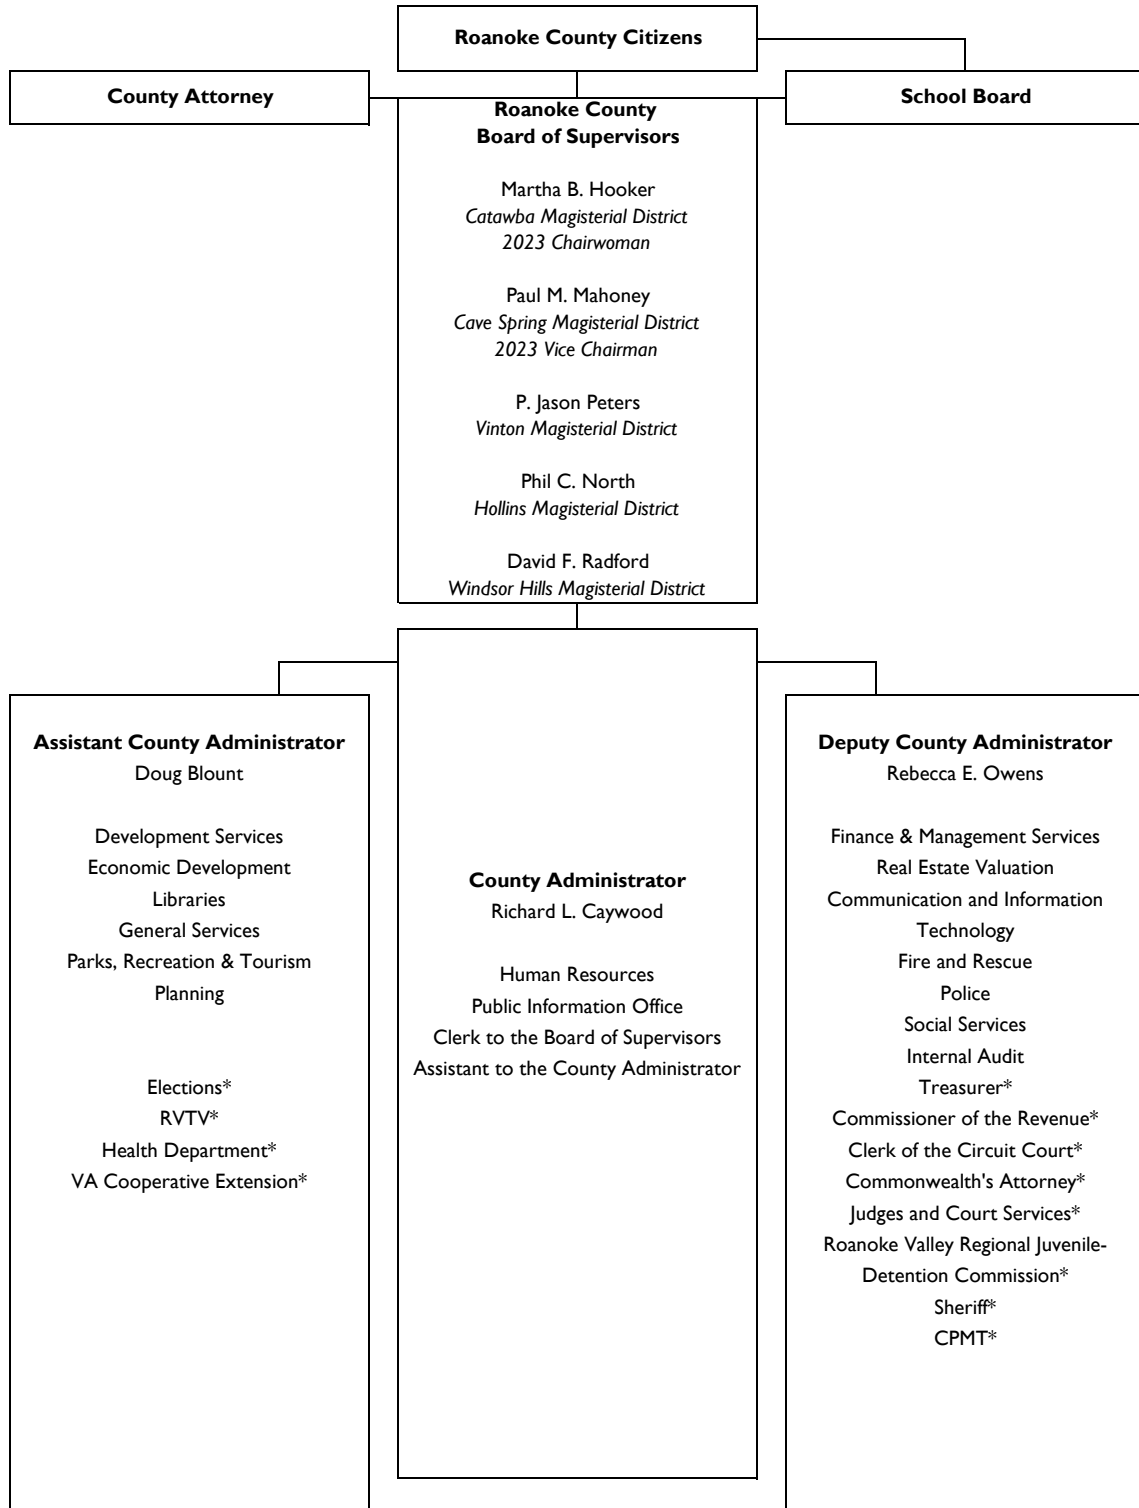 Roanoke County Citizens
County Attorney
School Board
Roanoke County
Board of Supervisors
Martha B. Hooker
Catawba Magisterial District
2023 Chairwoman
Paul M. Mahoney
Cave Spring Magisterial District
2023 Vice Chairman
P. Jason Peters
Vinton Magisterial District
Phil C. North
Hollins Magisterial District
David F. Radford
Windsor Hills Magisterial District
Assistant County Administrator
Doug Blount
Development Services
Economic Development
Libraries
General Services
Parks, Recreation & Tourism
Planning
Elections*
RVTV*
Health Department*
VA Cooperative Extension*
County Administrator
Richard L. Caywood
Human Resources
Public Information Office
Clerk to the Board of Supervisors
Assistant to the County Administrator
Deputy County Administrator
Rebecca E. Owens
Finance & Management Services
Real Estate Valuation
Communication and Information
Technology
Fire and Rescue
Police
Social Services
Internal Audit
Treasurer*
Commissioner of the Revenue*
Clerk of the Circuit Court*
Commonwealth's Attorney*
Judges and Court Services*
Roanoke Valley Regional Juvenile-
Detention Commission*
Sheriff*
CPMT*